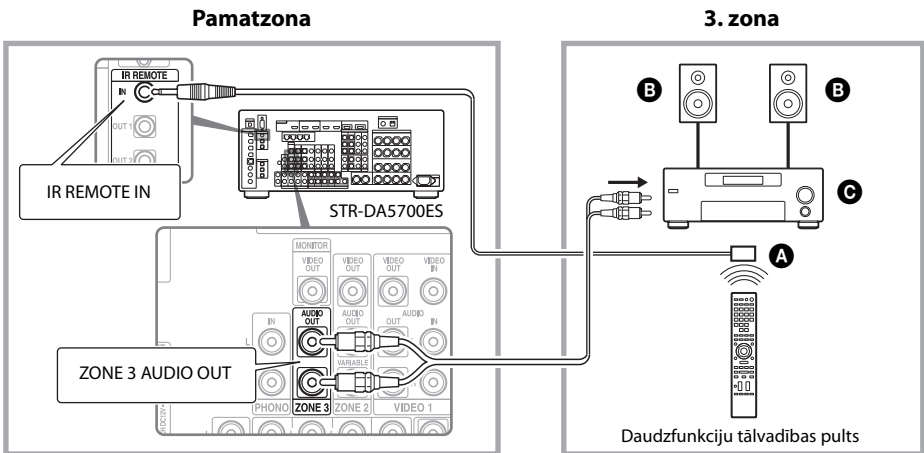 Pamatzona
3. zona
IR REMOTE
IN
OUT 1
OUT 2
IR REMOTE IN
STR-DA5700ES
B
B
C
A
MONITOR
VIDEO OUT
VIDEO OUT
VIDEO OUT
VIDEO IN
AUDIO OUT
AUDIO OUT
AUDIO
OUT
IN
IN
L
VARIABLE
ZONE 3 AUDIO OUT
PHONO
ZONE 3
ZONE 2
VIDEO 1
Daudzfunkciju tālvadības pults